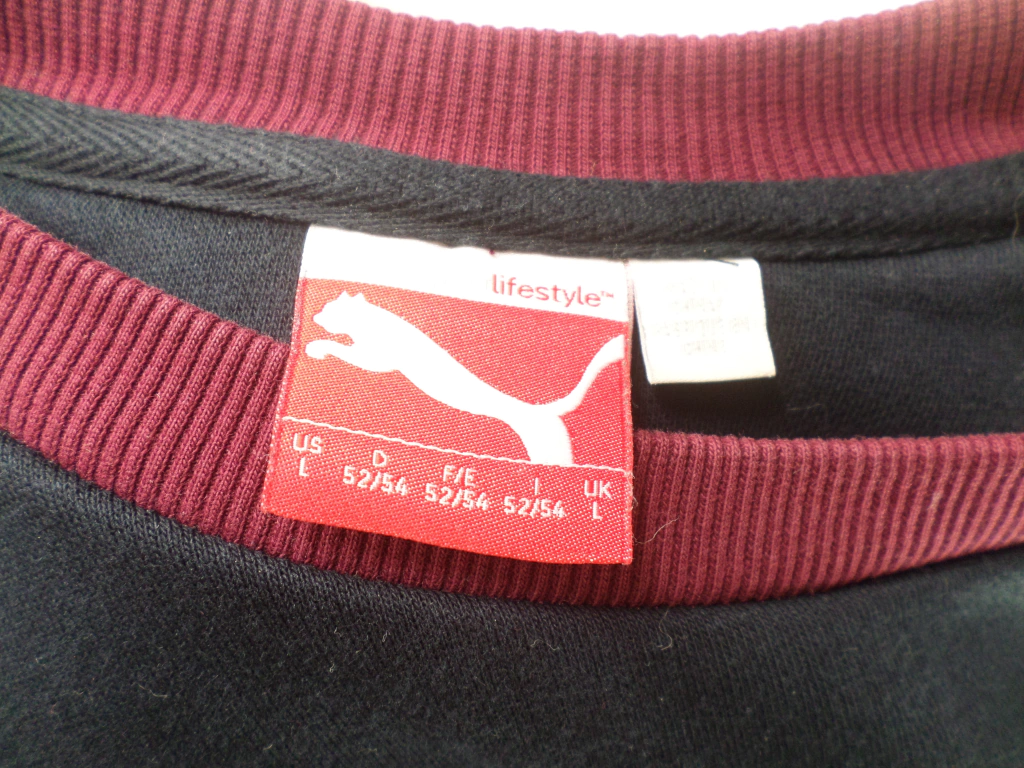 lifestyle™
US D F/E I UK
L 52/54 52/54 52/54 L